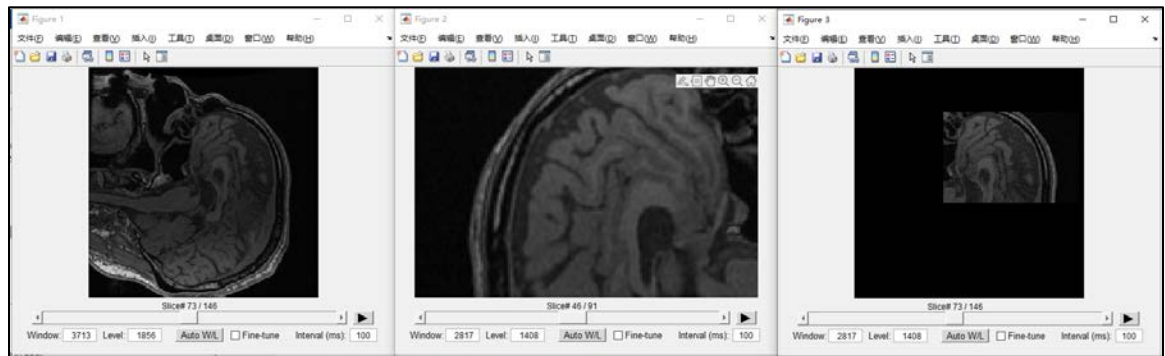 Figure 1
文件(F) 编辑(E) 查看(V) 插入(I) 工具(T) 桌面(D) 窗口(W) 帮助(H)
Slice# 73 / 146
Window: 3713 Level: 1856 Auto W/L Fine-tune Interval (ms): 100
Figure 2
文件(F) 编辑(E) 查看(V) 插入(I) 工具(T) 桌面(D) 窗口(W) 帮助(H)
Slice# 46 / 91
Window: 2817 Level: 1408 Auto W/L Fine-tune Interval (ms): 100
Figure 3
文件(F) 编辑(E) 查看(V) 插入(I) 工具(T) 桌面(D) 窗口(W) 帮助(H)
Slice# 73 / 146
Window: 2817 Level: 1408 Auto W/L Fine-tune Interval (ms): 100